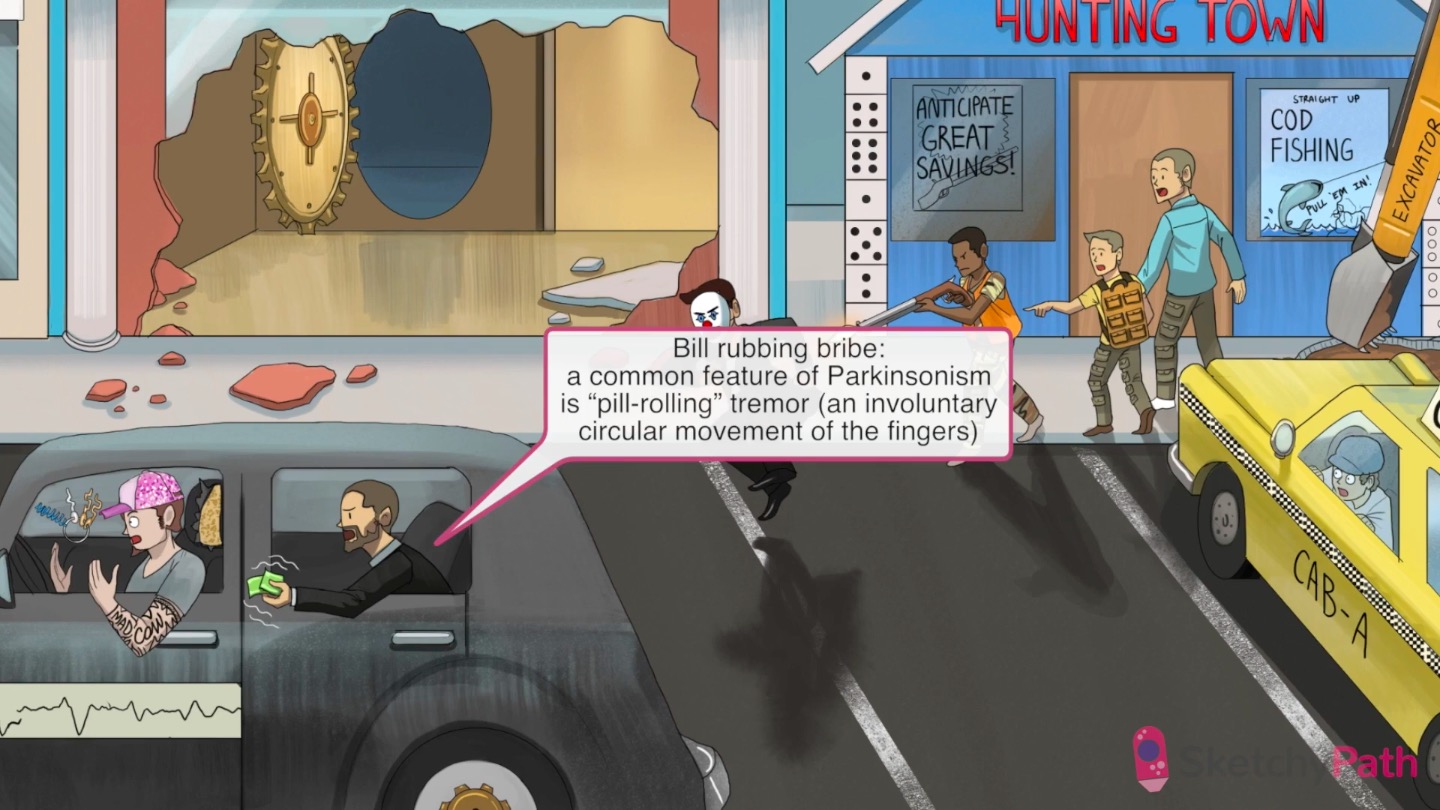 HUNTING TOWN
ANTICIPATE
GREAT
SAVINGS!
STRAIGHT UP
COD
FISHING
PULL 'EM IN!
EXCAVATOR
Bill rubbing bribe:
a common feature of Parkinsonism
is “pill-rolling” tremor (an involuntary
circular movement of the fingers)
MAD COW
CAB-A
SketchyPath